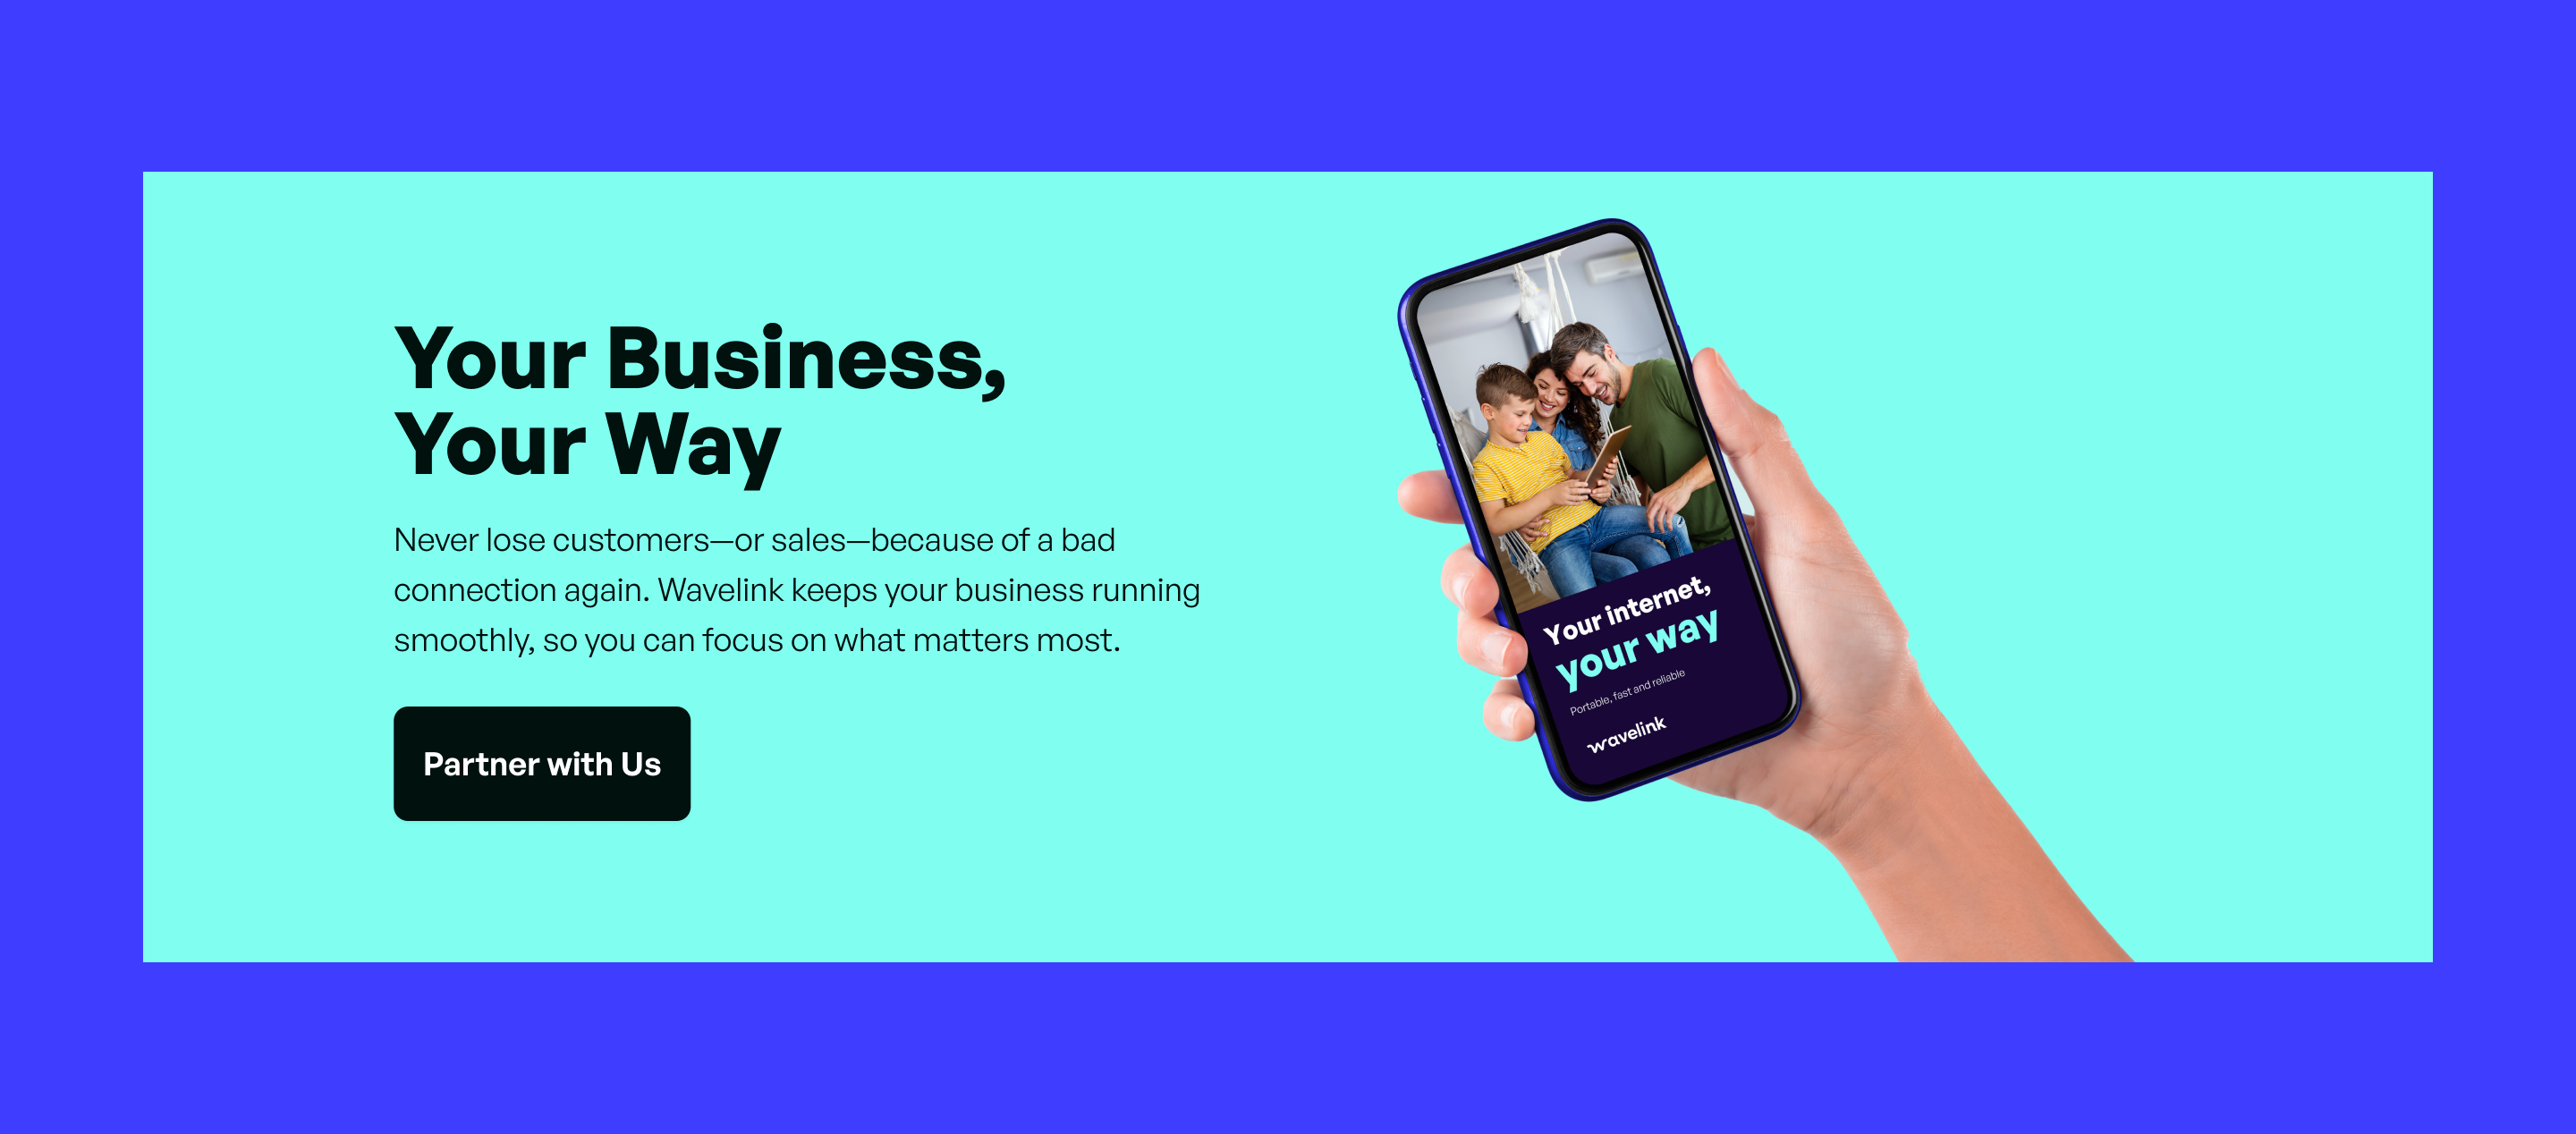 Your Business,
Your Way
Never lose customers—or sales—because of a bad
connection again. Wavelink keeps your business running
smoothly, so you can focus on what matters most.
Partner with Us
Your internet,
your way
Portable, fast and reliable
wavelink